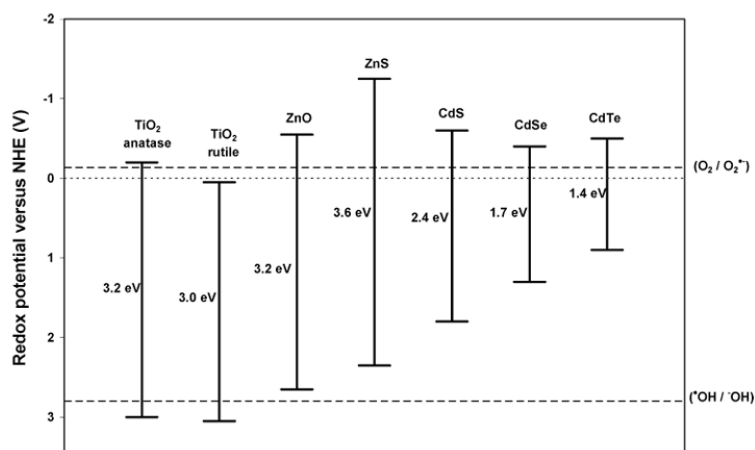 Redox potential versus NHE (V)
-2
-1
0
1
2
3
TiO₂
anatase
TiO₂
rutile
ZnO
ZnS
CdS
CdSe
CdTe
3.2 eV
3.0 eV
3.2 eV
3.6 eV
2.4 eV
1.7 eV
1.4 eV
(O₂ / O₂•⁻)
(•OH / ⁻OH)